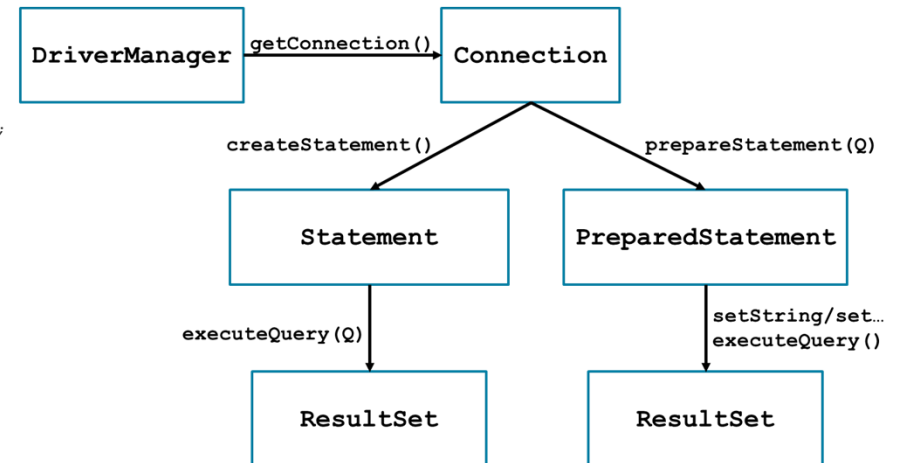 DriverManager
getConnection()
Connection
;
createStatement()
prepareStatement(Q)
Statement
PreparedStatement
executeQuery(Q)
setString/set…
executeQuery()
ResultSet
ResultSet